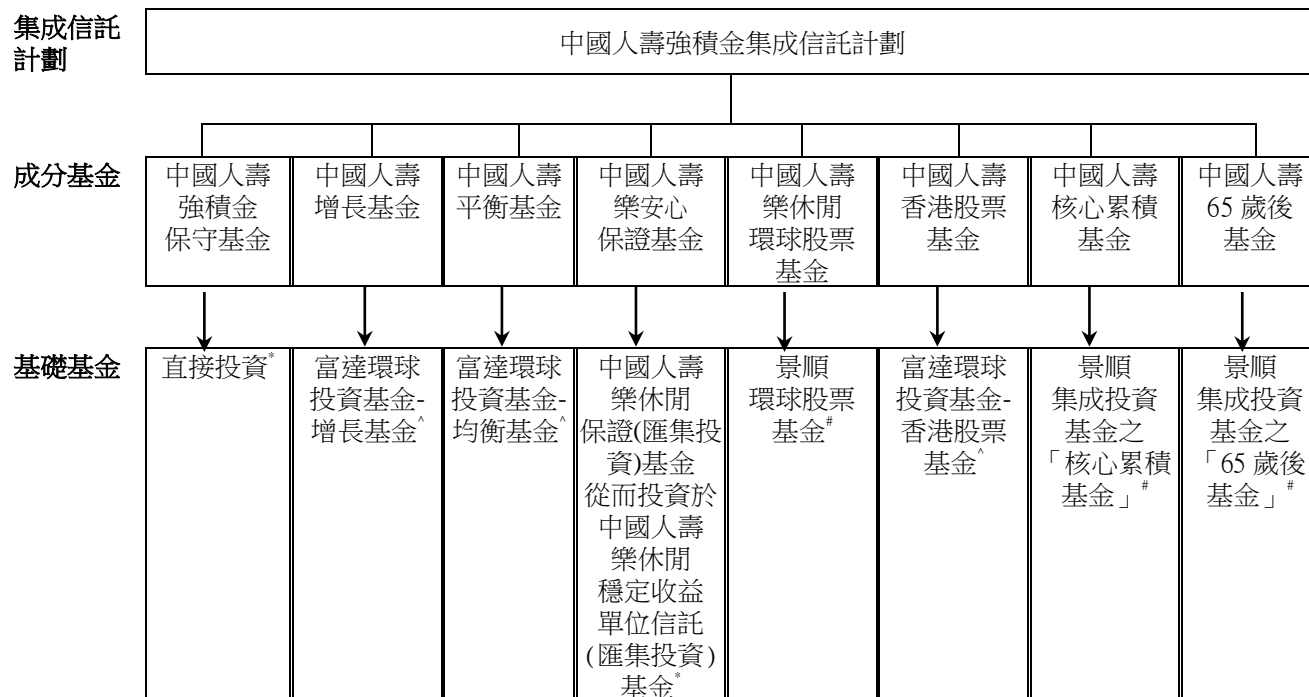 集成信託
計劃
中國人壽強積金集成信託計劃
成分基金
中國人壽
強積金
保守基金
中國人壽
增長基金
中國人壽
平衡基金
中國人壽
樂安心
保證基金
中國人壽
樂休閒
環球股票
基金
中國人壽
香港股票
基金
中國人壽
核心累積
基金
中國人壽
65 歲後
基金
基礎基金
直接投資*
富達環球
投資基金-
增長基金^
富達環球
投資基金-
均衡基金^
中國人壽
樂休閒
保證(匯集投
資)基金
從而投資於
中國人壽
樂休閒
穩定收益
單位信託
(匯集投資)
基金*
景順
環球股票
基金#
富達環球
投資基金-
香港股票
基金^
景順
集成投資
基金之
「核心累積
基金」#
景順
集成投資
基金之
「65 歲後
基金」#